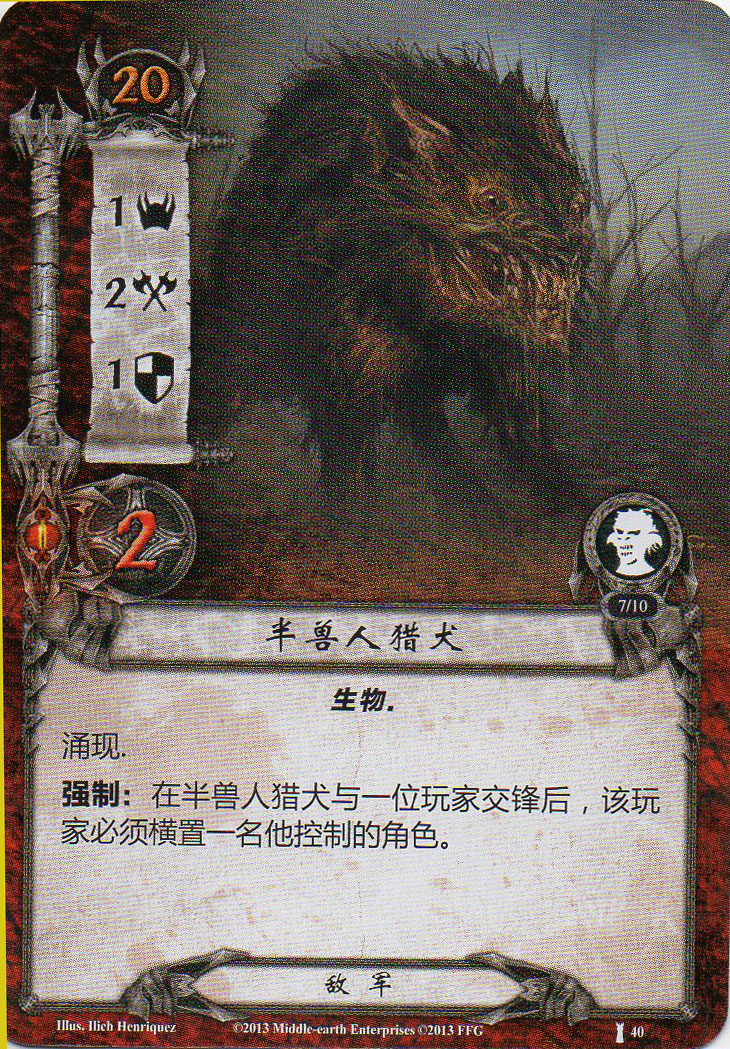 20
1
2
1
2
7/10
半兽人猎犬
生物.
涌现.
强制：在半兽人猎犬与一位玩家交锋后，该玩
家必须横置一名他控制的角色。
敌军
Illus. Ilich Henriquez
©2013 Middle-earth Enterprises ©2013 FFG
40